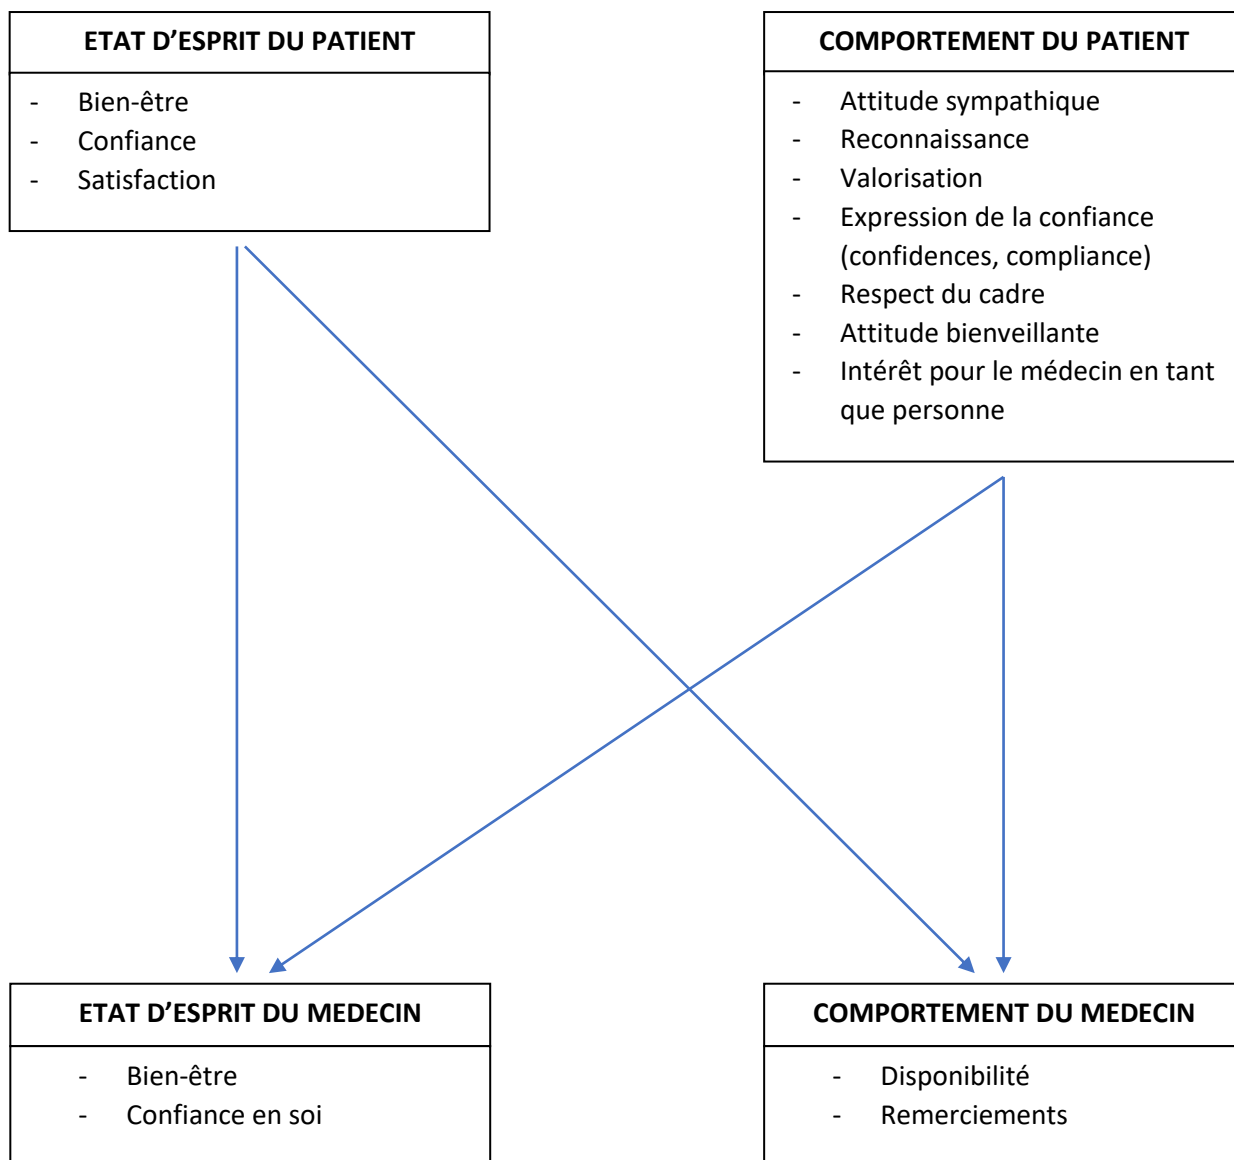 ETAT D’ESPRIT DU PATIENT
- Bien-être
- Confiance
- Satisfaction
COMPORTEMENT DU PATIENT
- Attitude sympathique
- Reconnaissance
- Valorisation
- Expression de la confiance
(confidences, compliance)
- Respect du cadre
- Attitude bienveillante
- Intérêt pour le médecin en tant
que personne
ETAT D’ESPRIT DU MEDECIN
- Bien-être
- Confiance en soi
COMPORTEMENT DU MEDECIN
- Disponibilité
- Remerciements